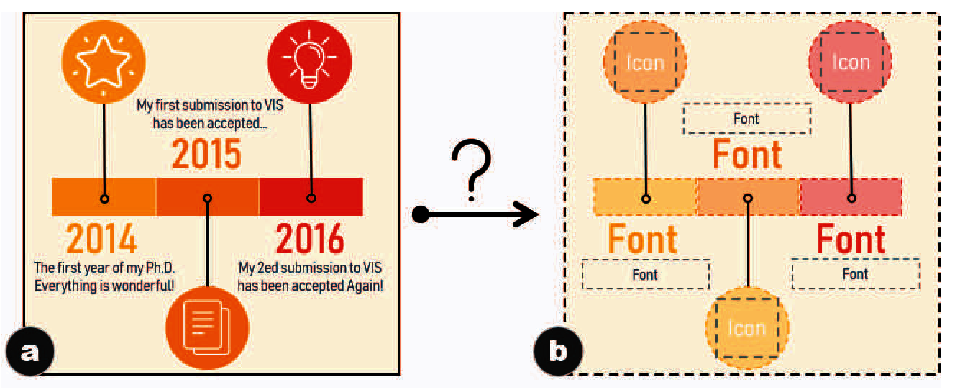 My first submission to VIS
has been accepted...
2015
2014
The first year of my Ph.D.
Everything is wonderful!
2016
My 2ed submission to VIS
has been accepted Again!
a
?
Icon
Icon
Font
Font
Font
Font
Font
Font
Icon
b